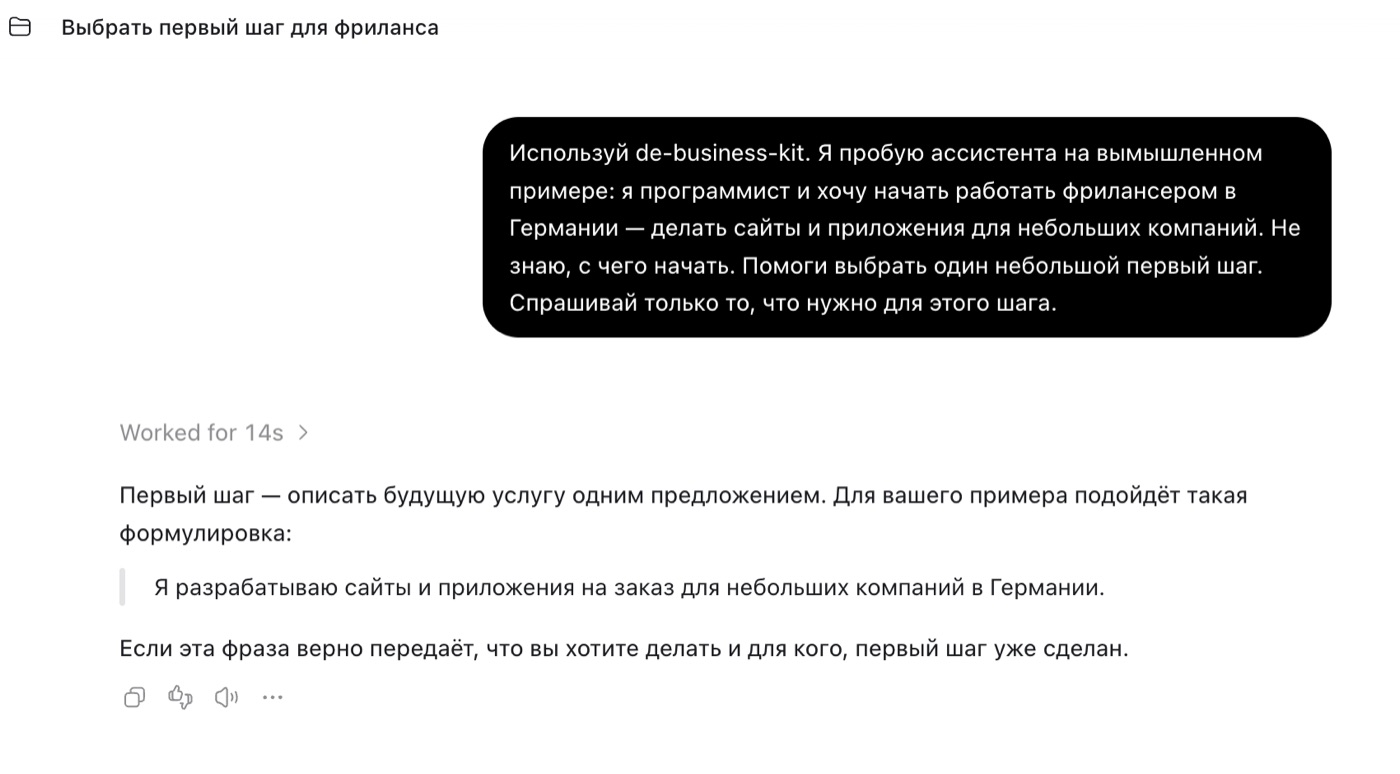 Выбрать первый шаг для фриланса
Используй de-business-kit. Я пробую ассистента на вымышленном
примере: я программист и хочу начать работать фрилансером в
Германии — делать сайты и приложения для небольших компаний. Не
знаю, с чего начать. Помоги выбрать один небольшой первый шаг.
Спрашивай только то, что нужно для этого шага.
Worked for 14s
Первый шаг — описать будущую услугу одним предложением. Для вашего примера подойдёт такая
формулировка:
Я разрабатываю сайты и приложения на заказ для небольших компаний в Германии.
Если эта фраза верно передаёт, что вы хотите делать и для кого, первый шаг уже сделан.